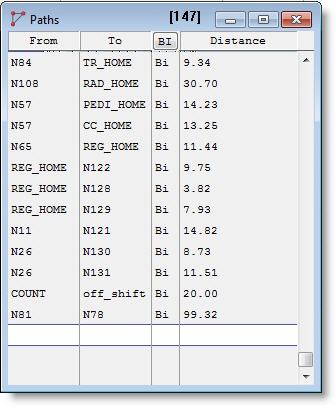 Paths [147]
From To BI Distance
N84 TR_HOME Bi 9.34
N108 RAD_HOME Bi 30.70
N57 PEDI_HOME Bi 14.23
N57 CC_HOME Bi 13.25
N65 REG_HOME Bi 11.44
REG_HOME N122 Bi 9.75
REG_HOME N128 Bi 3.82
REG_HOME N129 Bi 7.93
N11 N121 Bi 14.82
N26 N130 Bi 8.73
N26 N131 Bi 11.51
COUNT off_shift Bi 20.00
N81 N78 Bi 99.32